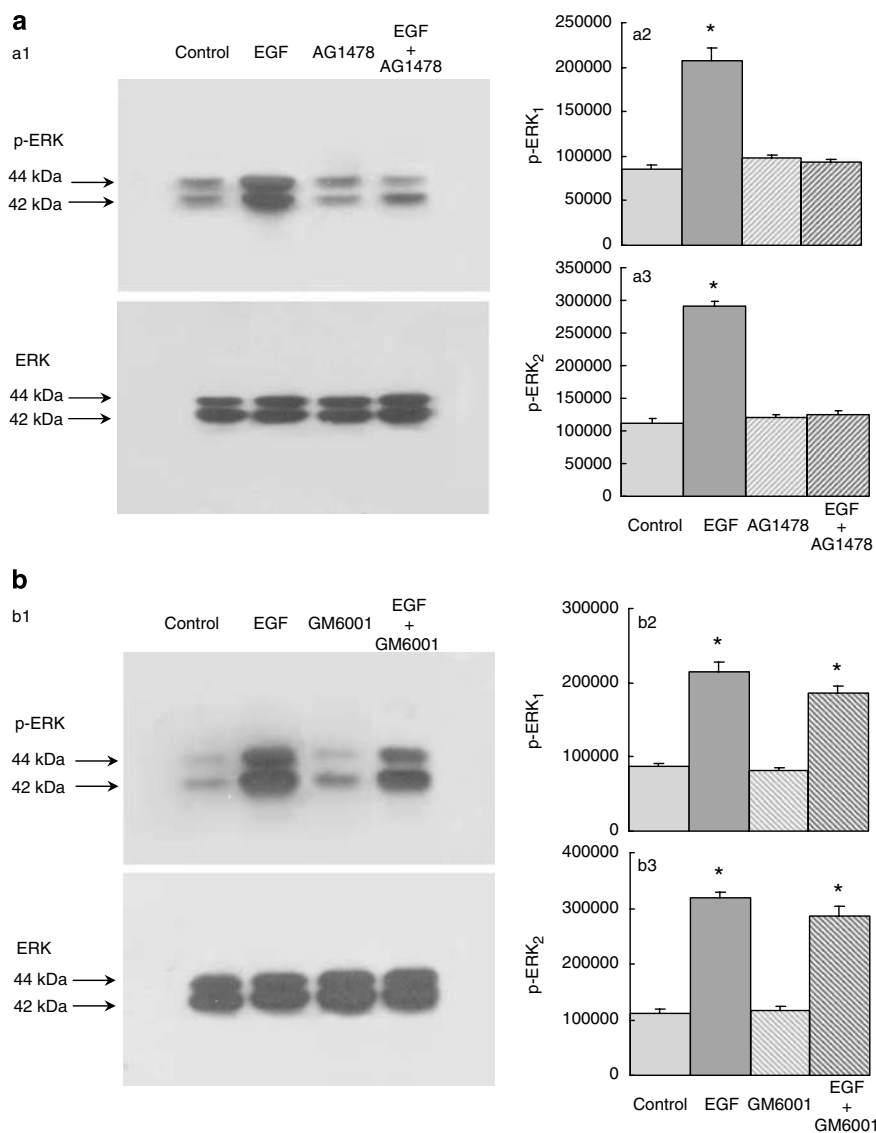 a
a1
Control EGF AG1478 EGF + AG1478
p-ERK
44 kDa
42 kDa
ERK
44 kDa
42 kDa
a2
p-ERK1
250000
200000
150000
100000
50000
0
*
a3
p-ERK2
350000
300000
250000
200000
150000
100000
50000
0
*
Control EGF AG1478 EGF + AG1478
b
b1
Control EGF GM6001 EGF + GM6001
p-ERK
44 kDa
42 kDa
ERK
44 kDa
42 kDa
b2
p-ERK1
300000
200000
100000
0
* *
b3
p-ERK2
400000
300000
200000
100000
0
* *
Control EGF GM6001 EGF + GM6001